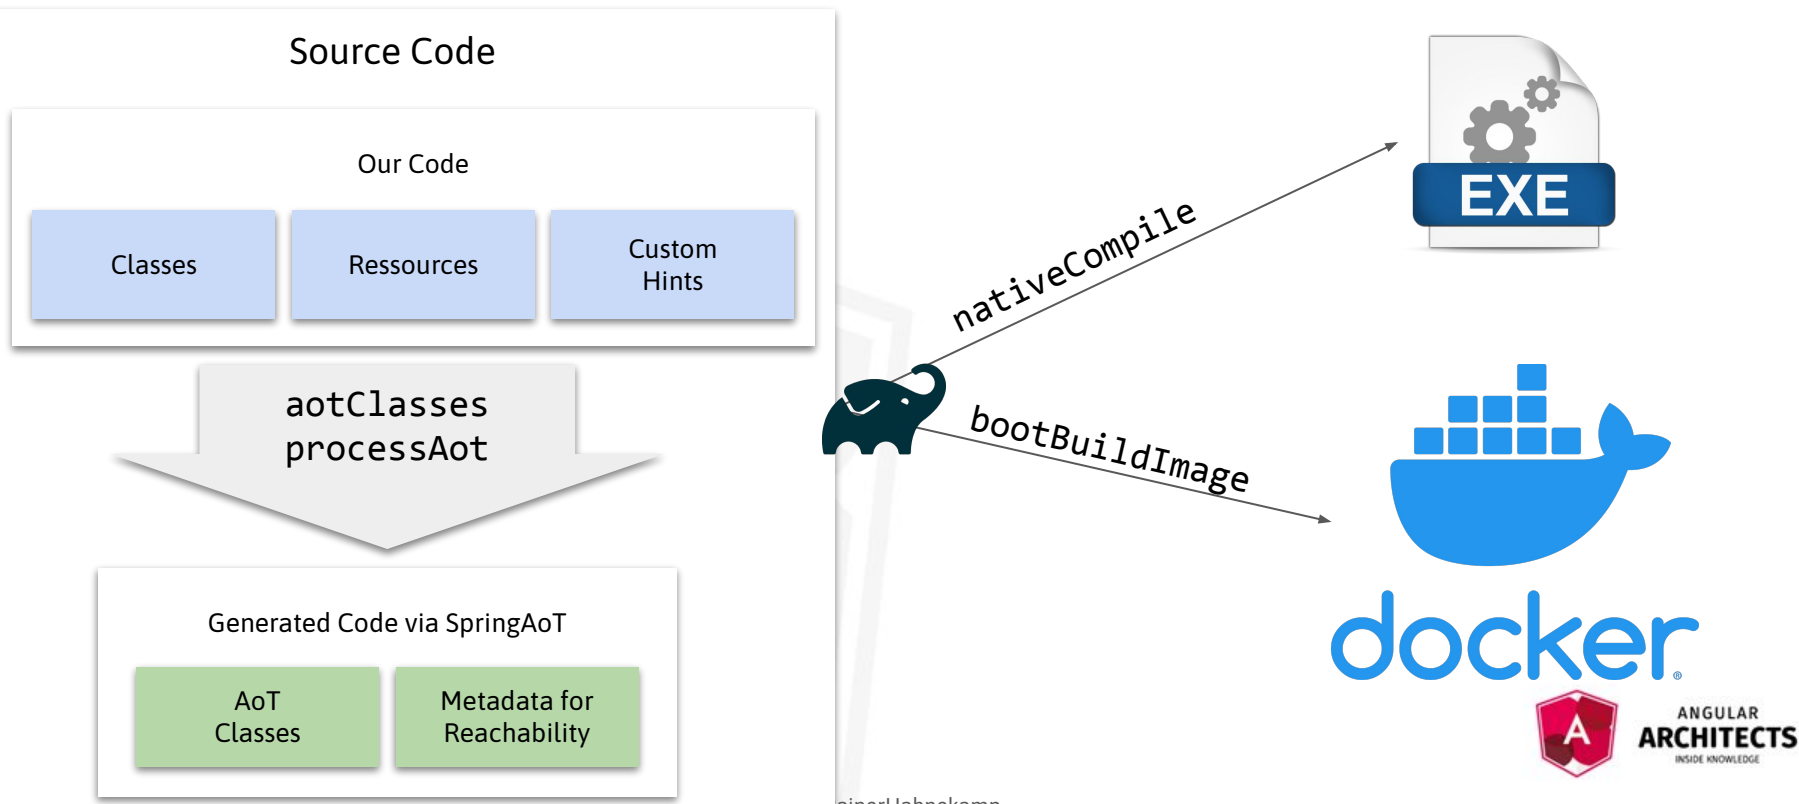 Source Code
Our Code
Classes
Ressources
Custom
Hints
aotClasses
processAot
Generated Code via SpringAoT
AoT
Classes
Metadada for
Reachability
nativeCompile
bootBuildImage
EXE
docker®
A
ANGULAR
ARCHITECTS
INSIDE KNOWLEDGE